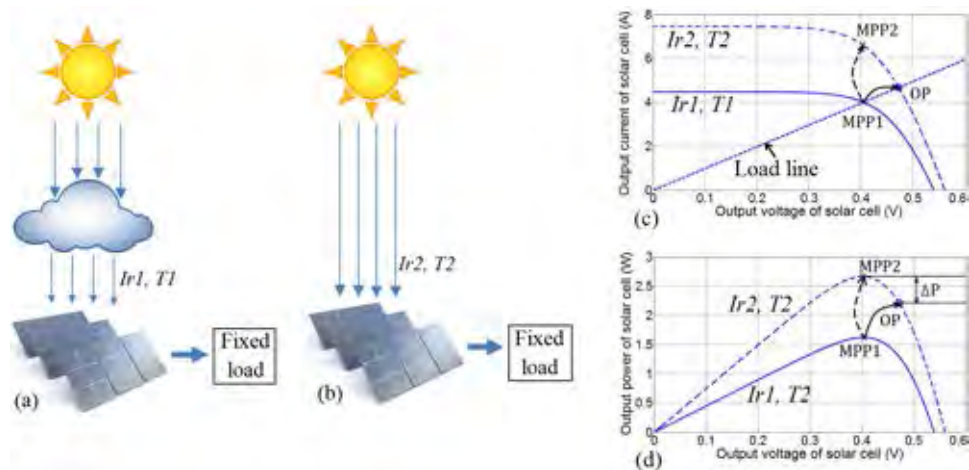 Ir1, T1
Fixed
load
(a)
Ir2, T2
Fixed
load
(b)
Output current of solar cell (A)
8
6
4
2
0
Ir2, T2
MPP2
Ir1, T1
OP
MPP1
Load line
0
0.1
0.2
0.3
0.4
0.5
0.6
Output voltage of solar cell (V)
(c)
Output power of solar cell (W)
3
2.5
2
1.5
1
0.5
0
MPP2
ΔP
Ir2, T2
OP
MPP1
Ir1, T2
0
0.1
0.2
0.3
0.4
0.5
0.6
Output voltage of solar cell (V)
(d)